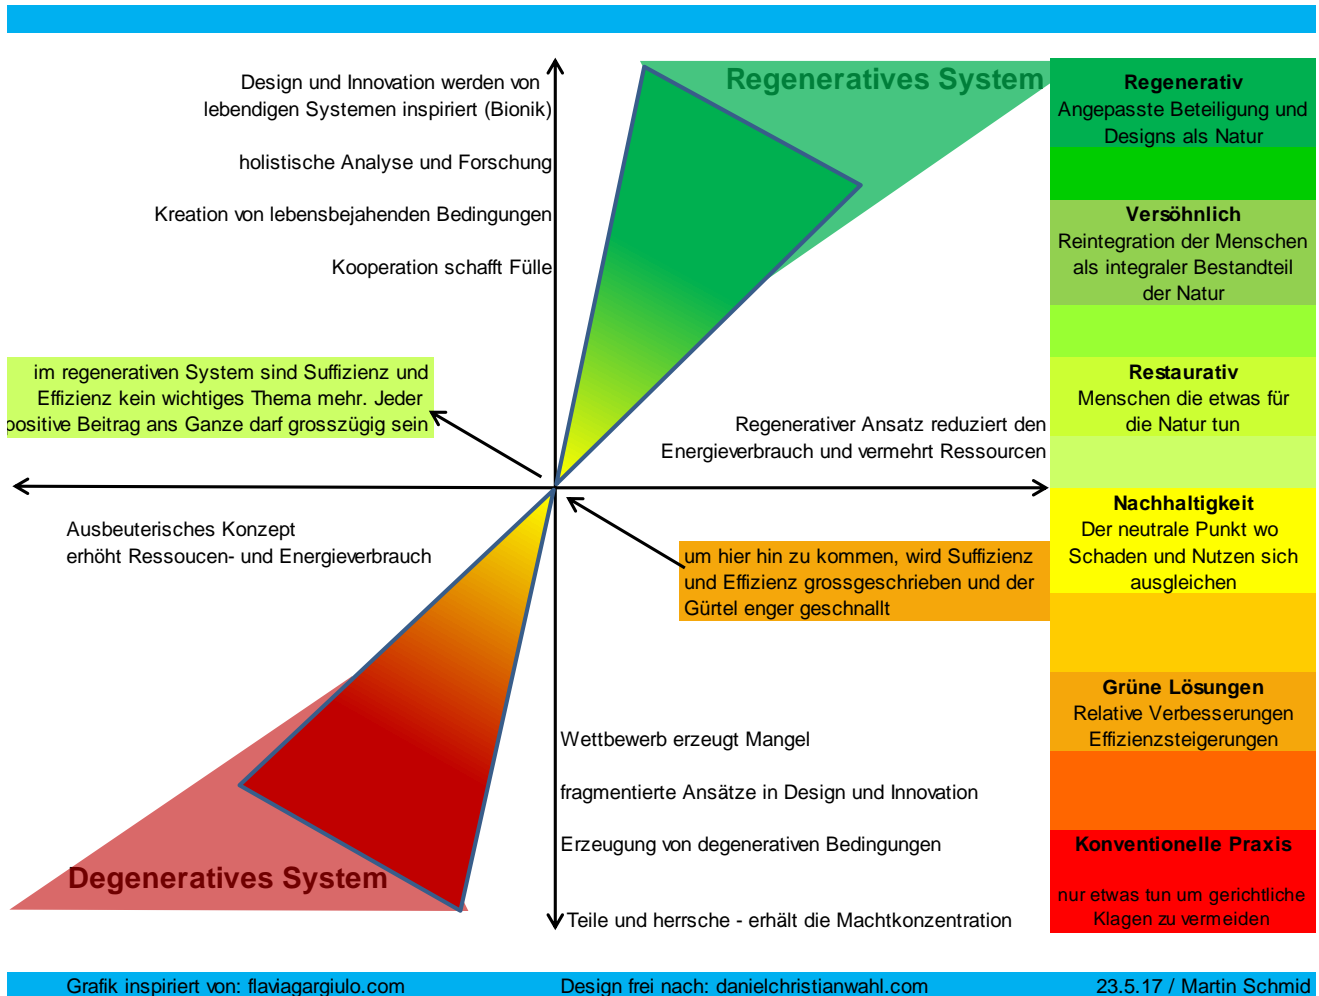 Design und Innovation werden von
lebendigen Systemen inspiriert (Bionik)
holistische Analyse und Forschung
Kreation von lebensbejahenden Bedingungen
Kooperation schafft Fülle
Regeneratives System
im regenerativen System sind Suffizienz und
Effizienz kein wichtiges Thema mehr. Jeder
positive Beitrag ans Ganze darf grosszügig sein
Regenerativer Ansatz reduziert den
Energieverbrauch und vermehrt Ressourcen
Ausbeuterisches Konzept
erhöht Ressoucen- und Energieverbrauch
um hier hin zu kommen, wird Suffizienz
und Effizienz grossgeschrieben und der
Gürtel enger geschnallt
Wettbewerb erzeugt Mangel
fragmentierte Ansätze in Design und Innovation
Erzeugung von degenerativen Bedingungen
Teile und herrsche - erhält die Machtkonzentration
Degeneratives System
Regenerativ
Angepasste Beteiligung und
Designs als Natur
Versöhnlich
Reintegration der Menschen
als integraler Bestandteil
der Natur
Restaurativ
Menschen die etwas für
die Natur tun
Nachhaltigkeit
Der neutrale Punkt wo
Schaden und Nutzen sich
ausgleichen
Grüne Lösungen
Relative Verbesserungen
Effizienzsteigerungen
Konventionelle Praxis
nur etwas tun um gerichtliche
Klagen zu vermeiden
Grafik inspiriert von: flaviagargiulo.com
Design frei nach: danielchristianwahl.com
23.5.17 / Martin Schmid